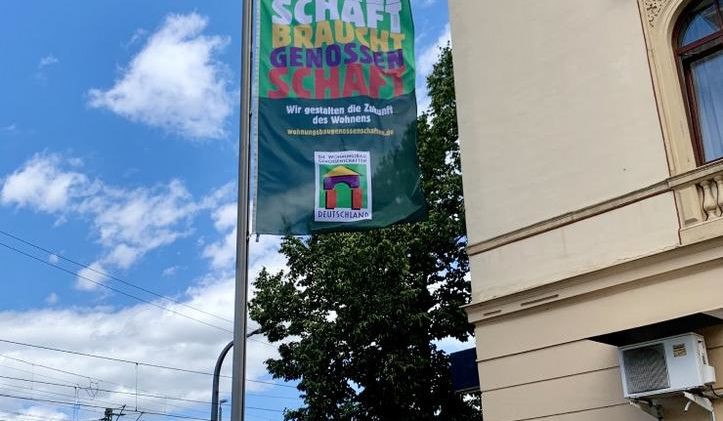 SCHAFT
BRAUCHT
GENOSSEN
SCHAFT
Wir gestalten die Zukunft
des Wohnens
wohnungsbaugenossenschaften.de
DIE WOHNUNGSBAU
GENOSSENSCHAFTEN
DEUTSCHLAND